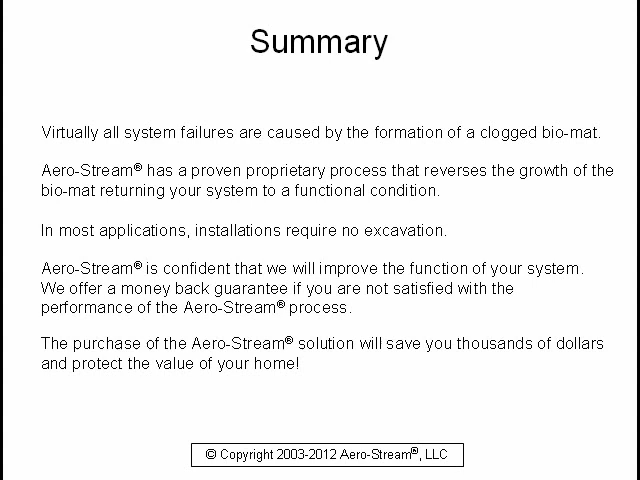 Summary
Virtually all system failures are caused by the formation of a clogged bio-mat.
Aero-Stream® has a proven proprietary process that reverses the growth of the
bio-mat returning your system to a functional condition.
In most applications, installations require no excavation.
Aero-Stream® is confident that we will improve the function of your system.
We offer a money back guarantee if you are not satisfied with the
performance of the Aero-Stream® process.
The purchase of the Aero-Stream® solution will save you thousands of dollars
and protect the value of your home!
© Copyright 2003-2012 Aero-Stream®, LLC